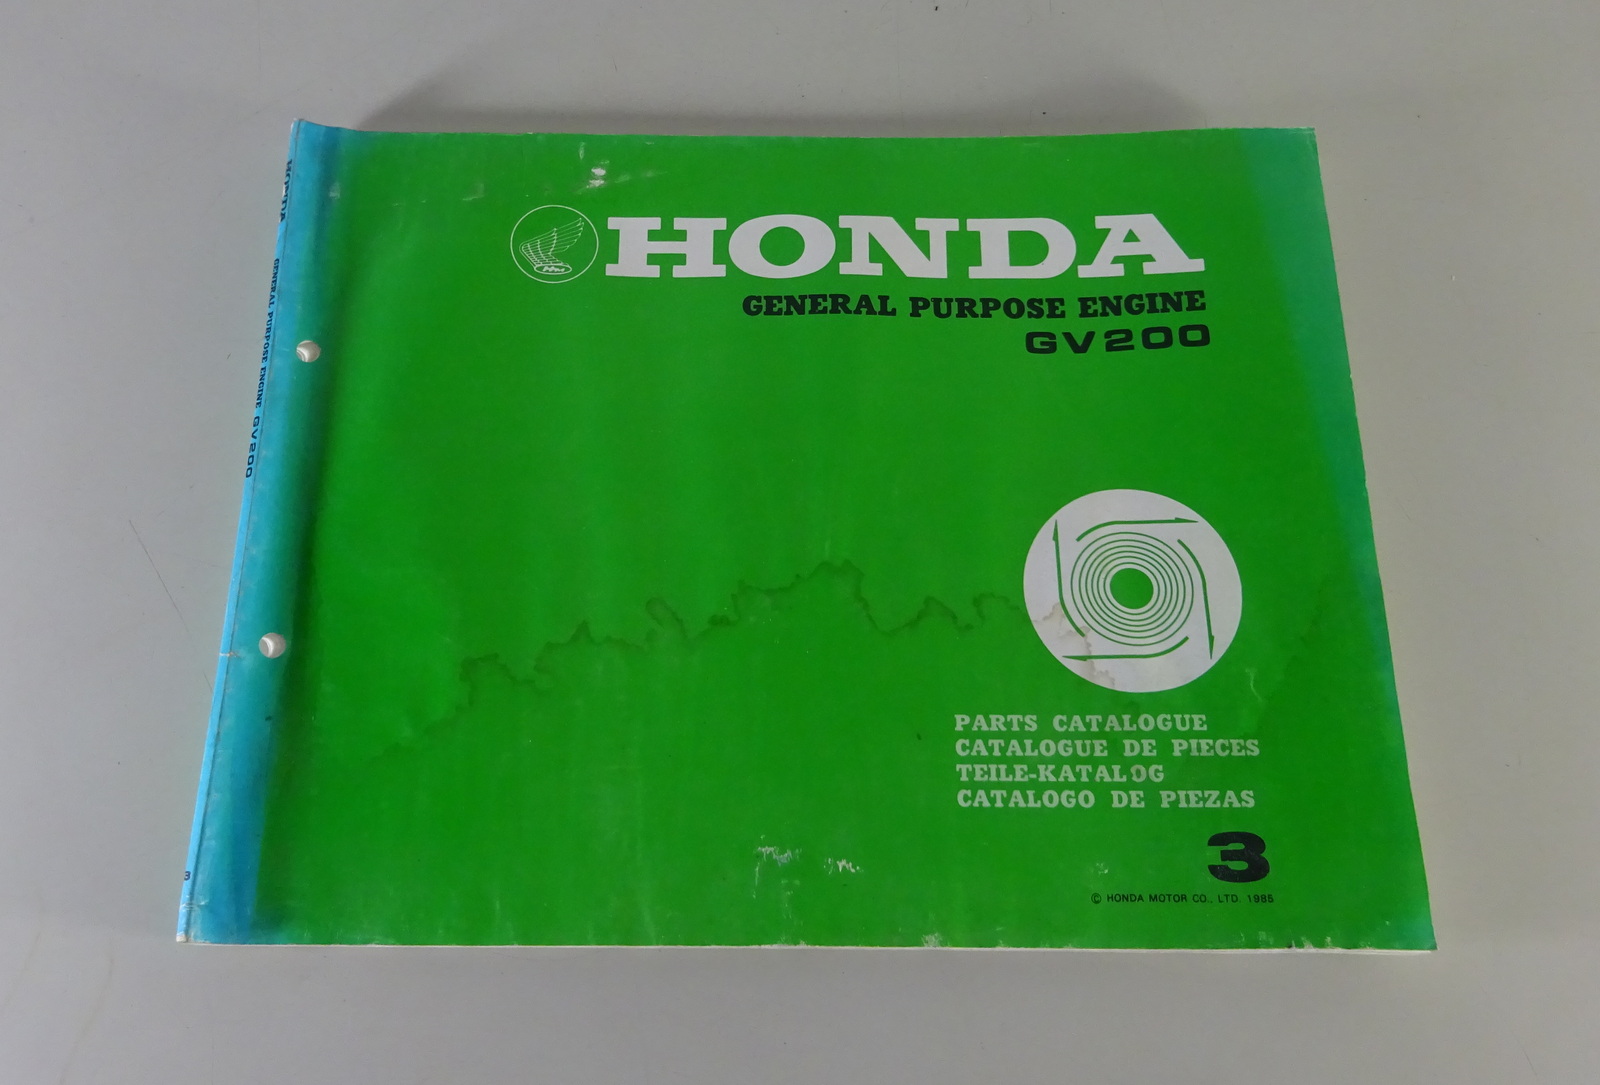 HONDA
GENERAL PURPOSE ENGINE
GV200
PARTS CATALOGUE
CATALOGUE DE PIECES
TEILE-KATALOG
CATALOGO DE PIEZAS
3
© HONDA MOTOR CO., LTD. 1985
HONDA GENERAL PURPOSE ENGINE GV200
3